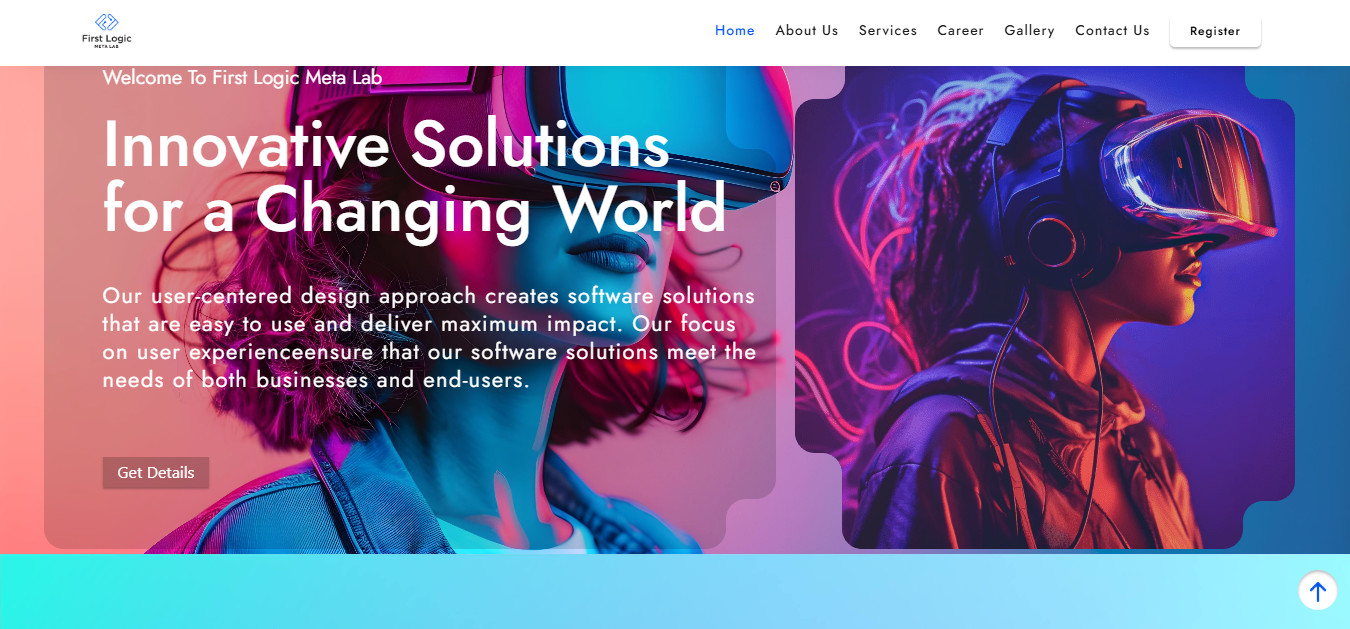 First Logic
META LAB
Home About Us Services Career Gallery Contact Us Register
Welcome To First Logic Meta Lab
Innovative Solutions
for a Changing World
Our user-centered design approach creates software solutions
that are easy to use and deliver maximum impact. Our focus
on user experienceensure that our software solutions meet the
needs of both businesses and end-users.
Get Details